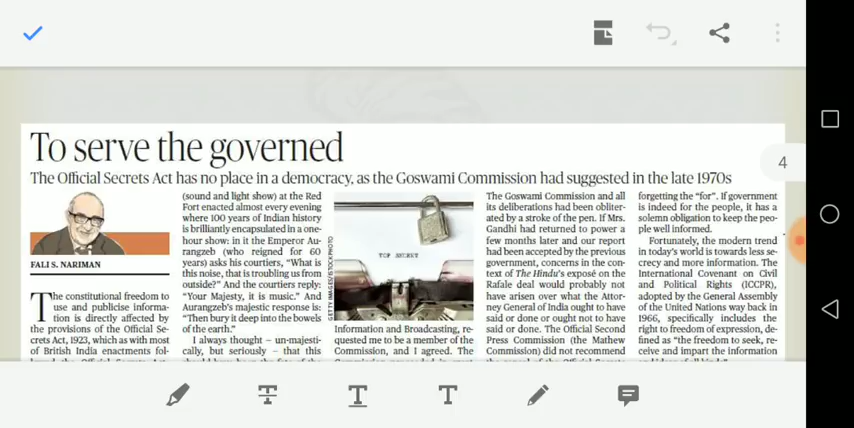 4
To serve the governed
The Official Secrets Act has no place in a democracy, as the Goswami Commission had suggested in the late 1970s
FALI S. NARIMAN
The constitutional freedom to
use and publicise informa-
tion is directly affected by
the provisions of the Official Se-
crets Act, 1923, which as with most
of British India enactments fol-
(sound and light show) at the Red
Fort enacted almost every evening
where 100 years of Indian history
is brilliantly encapsulated in a one-
hour show: in it the Emperor Au-
rangzeb (who reigned for 60
years) asks his courtiers, "What is
this noise, that is troubling us from
outside?" And the courtiers reply:
"Your Majesty, it is music." And
Aurangzeb's majestic response is:
"Then bury it deep into the bowels
of the earth."
I always thought – un-majesti-
cally, but seriously – that this
GETTY IMAGES/ISTOCKPHOTO
TOP SECRET
Information and Broadcasting, re-
quested me to be a member of the
Commission, and I agreed. The
The Goswami Commission and all
its deliberations had been obliter-
ated by a stroke of the pen. If Mrs.
Gandhi had returned to power a
few months later and our report
had been accepted by the previous
government, concerns in the con-
text of The Hindu's exposé on the
Rafale deal would probably not
have arisen over what the Attor-
ney General of India ought to have
said or done or ought not to have
said or done. The Official Second
Press Commission (the Mathew
Commission) did not recommend
forgetting the "for". If government
is indeed for the people, it has a
solemn obligation to keep the peo-
ple well informed.
Fortunately, the modern trend
in today's world is towards less se-
crecy and more information. The
International Covenant on Civil
and Political Rights (ICCPR),
adopted by the General Assembly
of the United Nations way back in
1966, specifically includes the
right to freedom of expression, de-
fined as "the freedom to seek, re-
ceive and impart the information